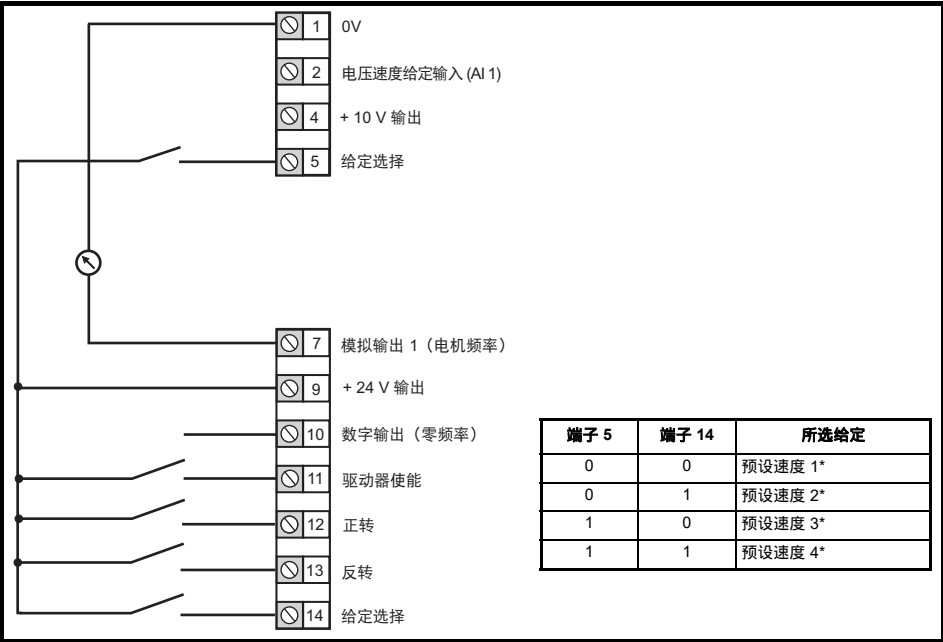 1 0V
2 电压速度给定输入 (AI 1)
4 + 10 V 输出
5 给定选择
7 模拟输出 1（电机频率）
9 + 24 V 输出
10 数字输出（零频率）
11 驱动器使能
12 正转
13 反转
14 给定选择
端子 5 端子 14 所选给定
0 0 预设速度 1*
0 1 预设速度 2*
1 0 预设速度 3*
1 1 预设速度 4*